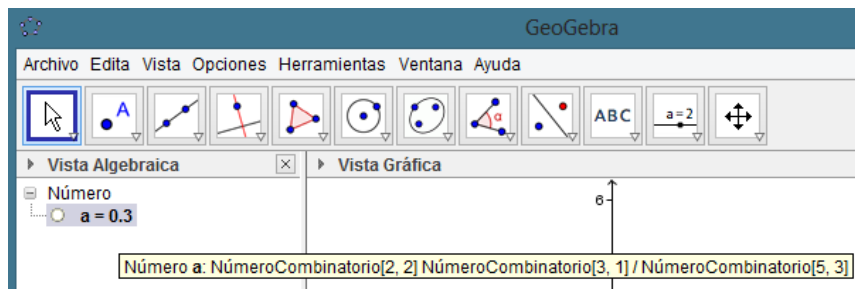 GeoGebra
Archivo Edita Vista Opciones Herramientas Ventana Ayuda
A
α
ABC
a=2
Vista Algebraica
Vista Gráfica
Número
a = 0.3
6
Número a: NúmeroCombinatorio[2, 2] NúmeroCombinatorio[3, 1] / NúmeroCombinatorio[5, 3]